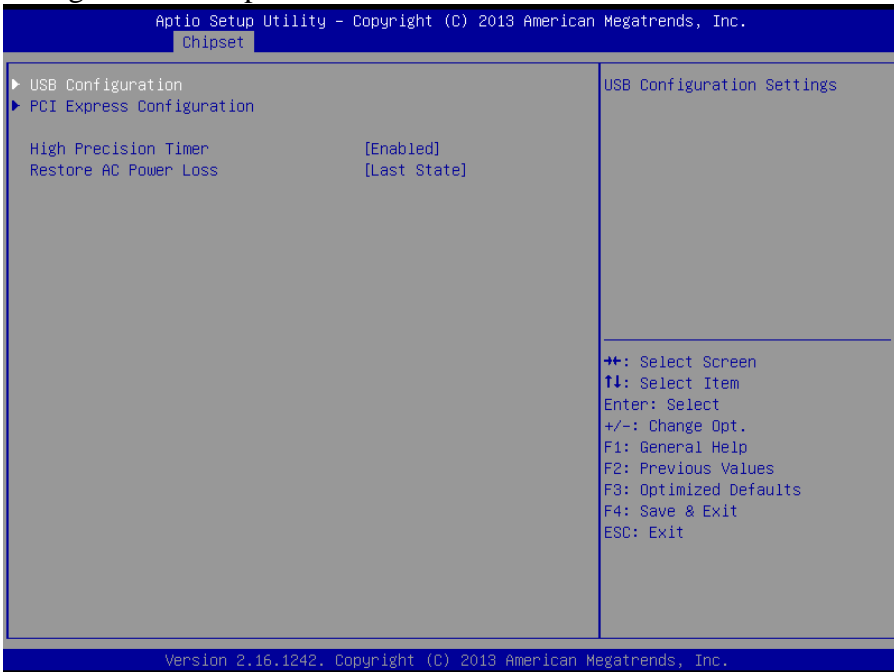 Aptio Setup Utility – Copyright (C) 2013 American Megatrends, Inc.
Chipset
USB Configuration
PCI Express Configuration
High Precision Timer [Enabled]
Restore AC Power Loss [Last State]
USB Configuration Settings
→←: Select Screen
↑↓: Select Item
Enter: Select
+/-: Change Opt.
F1: General Help
F2: Previous Values
F3: Optimized Defaults
F4: Save & Exit
ESC: Exit
Version 2.16.1242. Copyright (C) 2013 American Megatrends, Inc.